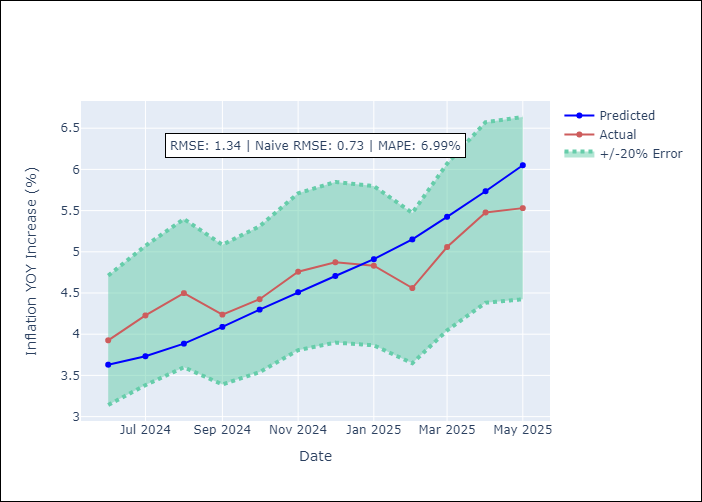 RMSE: 1.34 | Naive RMSE: 0.73 | MAPE: 6.99%
Predicted
Actual
+/-20% Error
Inflation YOY Increase (%)
6.5
6
5.5
5
4.5
4
3.5
3
Jul 2024
Sep 2024
Nov 2024
Jan 2025
Mar 2025
May 2025
Date